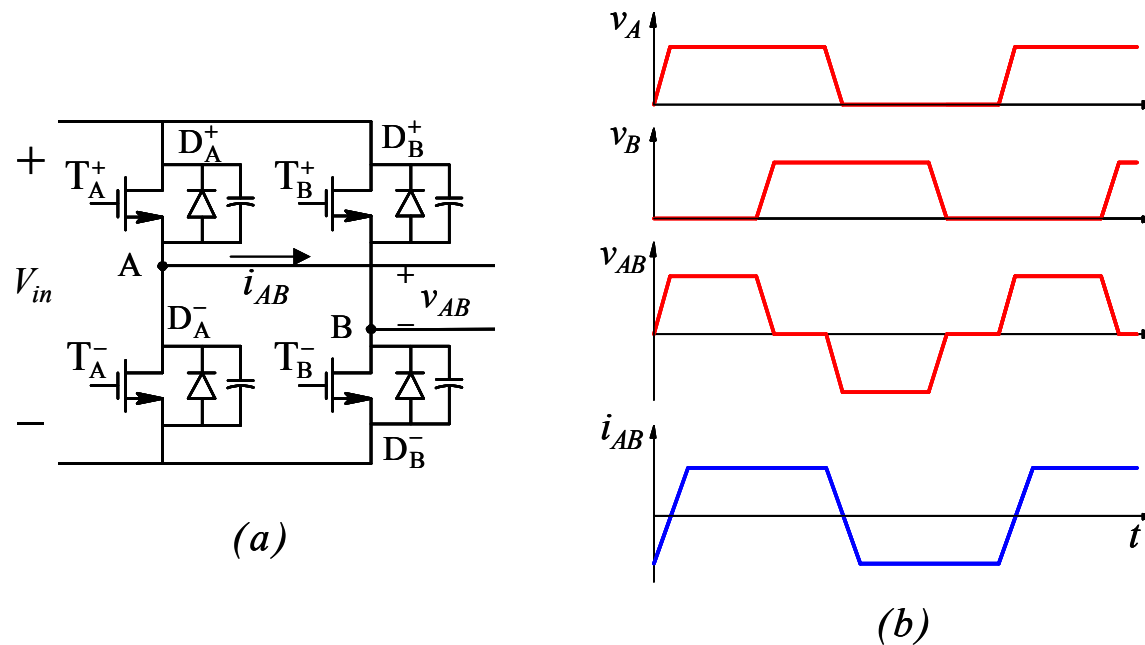 +
D_A^+
D_B^+
T_A^+
T_B^+
A
i_AB
+
V_in
v_AB
D_A^−
B
−
T_A^−
T_B^−
−
D_B^−
(a)
v_A
v_B
v_AB
i_AB
t
(b)